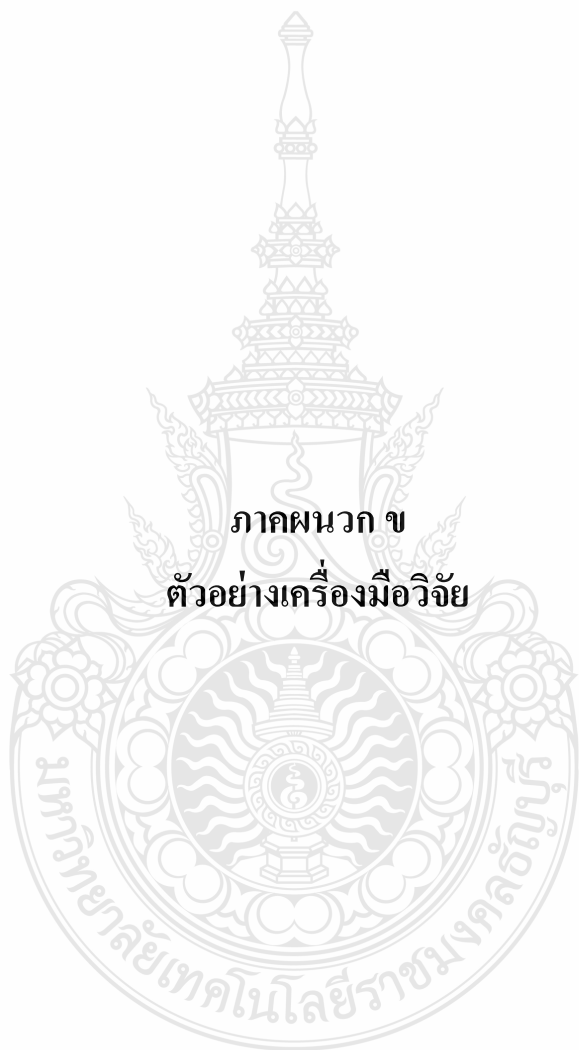 ภาคผนวก ข
ตัวอย่างเครื่องมือวิจัย
มหาวิทยาลัยเทคโนโลยีราชมงคลธัญบุรี